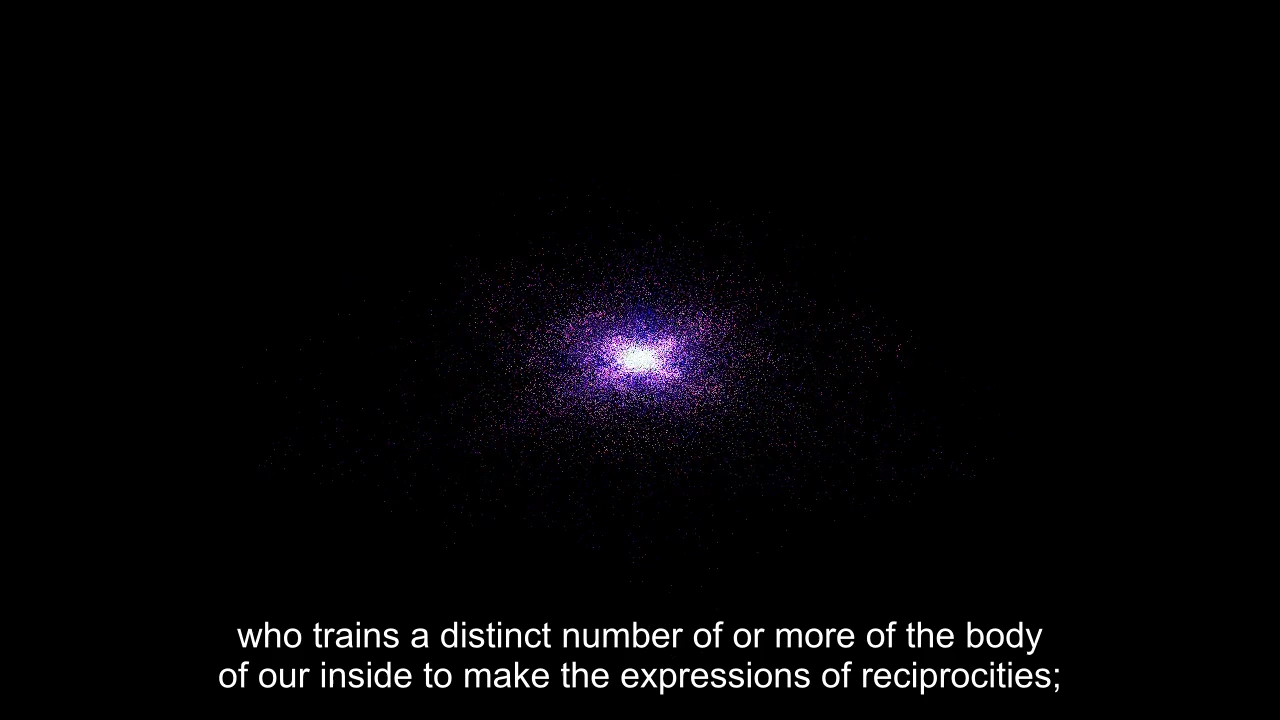 who trains a distinct number of or more of the body
of our inside to make the expressions of reciprocities;